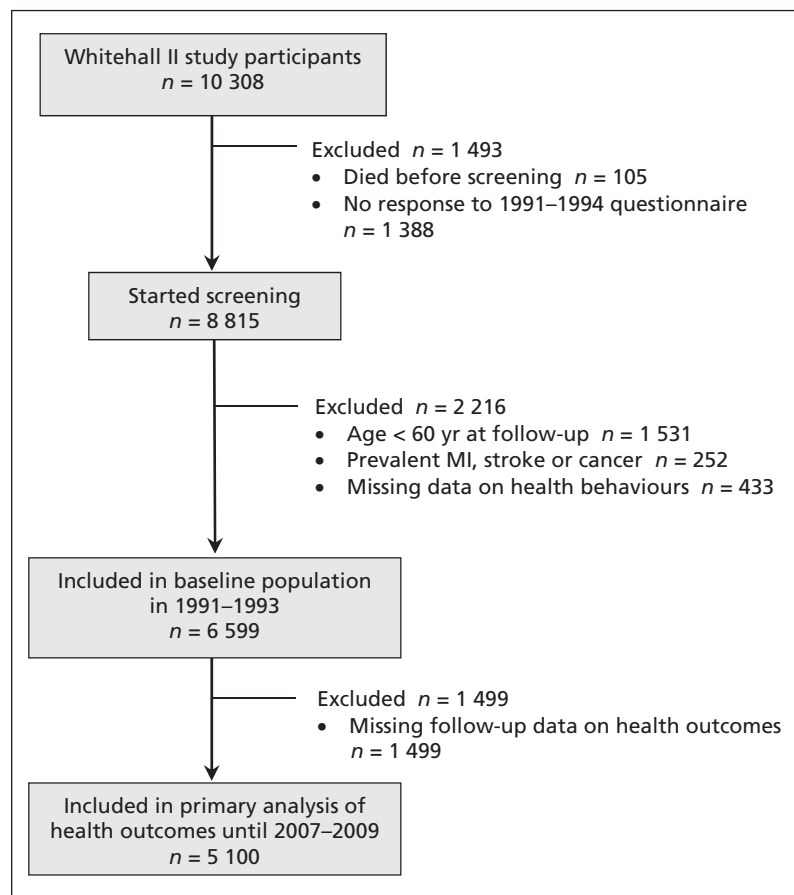 Whitehall II study participants
n = 10 308
Excluded n = 1 493
• Died before screening n = 105
• No response to 1991–1994 questionnaire
n = 1 388
Started screening
n = 8 815
Excluded n = 2 216
• Age < 60 yr at follow-up n = 1 531
• Prevalent MI, stroke or cancer n = 252
• Missing data on health behaviours n = 433
Included in baseline population
in 1991–1993
n = 6 599
Excluded n = 1 499
• Missing follow-up data on health outcomes
n = 1 499
Included in primary analysis of
health outcomes until 2007–2009
n = 5 100